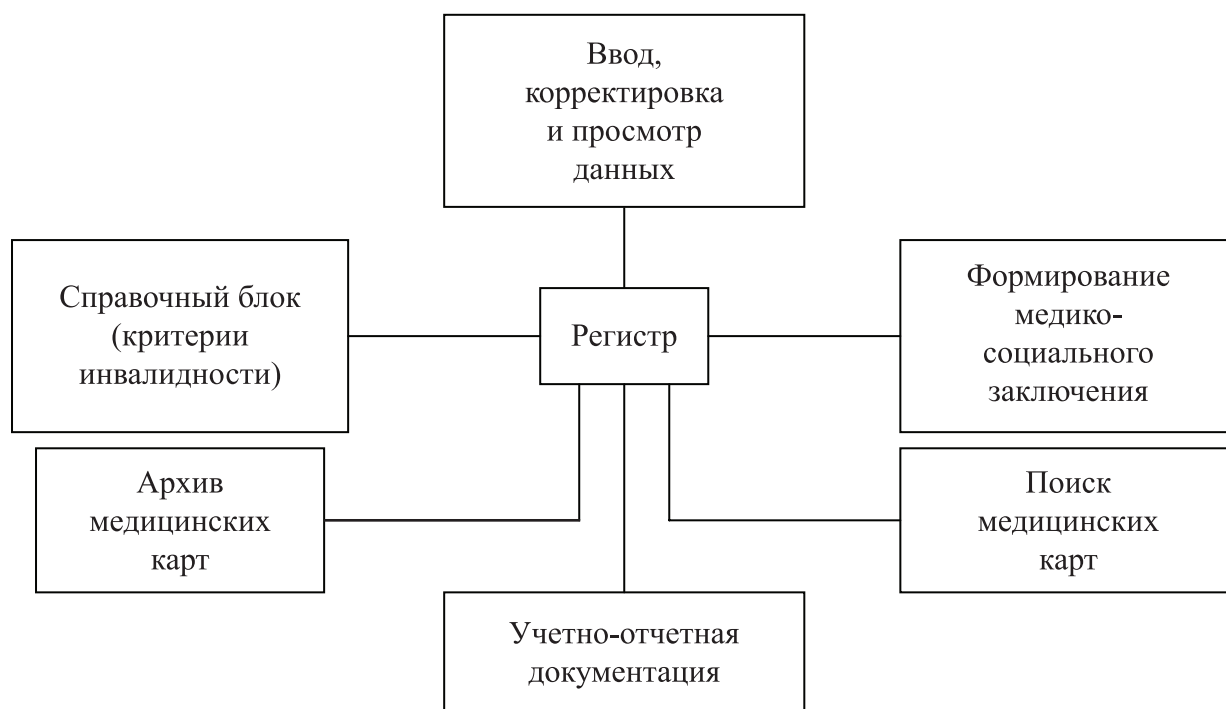 Ввод,
корректировка
и просмотр
данных
Справочный блок
(критерии
инвалидности)
Регистр
Формирование
медико-
социального
заключения
Архив
медицинских
карт
Поиск
медицинских
карт
Учетно-отчетная
документация